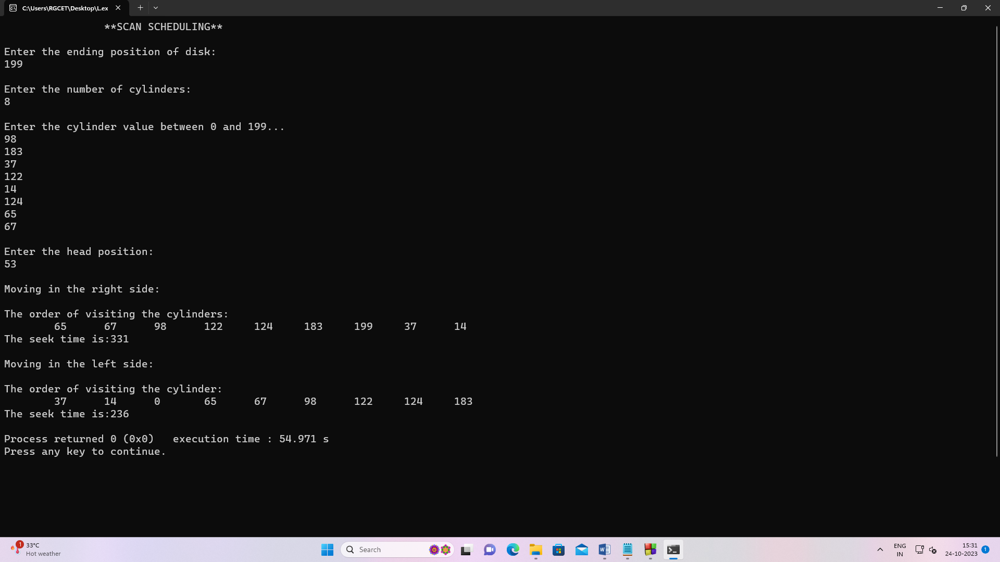 C:\Users\RGCET\Desktop\L.ex
**SCAN SCHEDULING**
Enter the ending position of disk:
199
Enter the number of cylinders:
8
Enter the cylinder value between 0 and 199...
98
183
37
122
14
124
65
67
Enter the head position:
53
Moving in the right side:
The order of visiting the cylinders:
65 67 98 122 124 183 199 37 14
The seek time is:331
Moving in the left side:
The order of visiting the cylinder:
37 14 0 65 67 98 122 124 183
The seek time is:236
Process returned 0 (0x0) execution time : 54.971 s
Press any key to continue.
1
33°C
Hot weather
Search
ENG
IN
15:31
24-10-2023
1